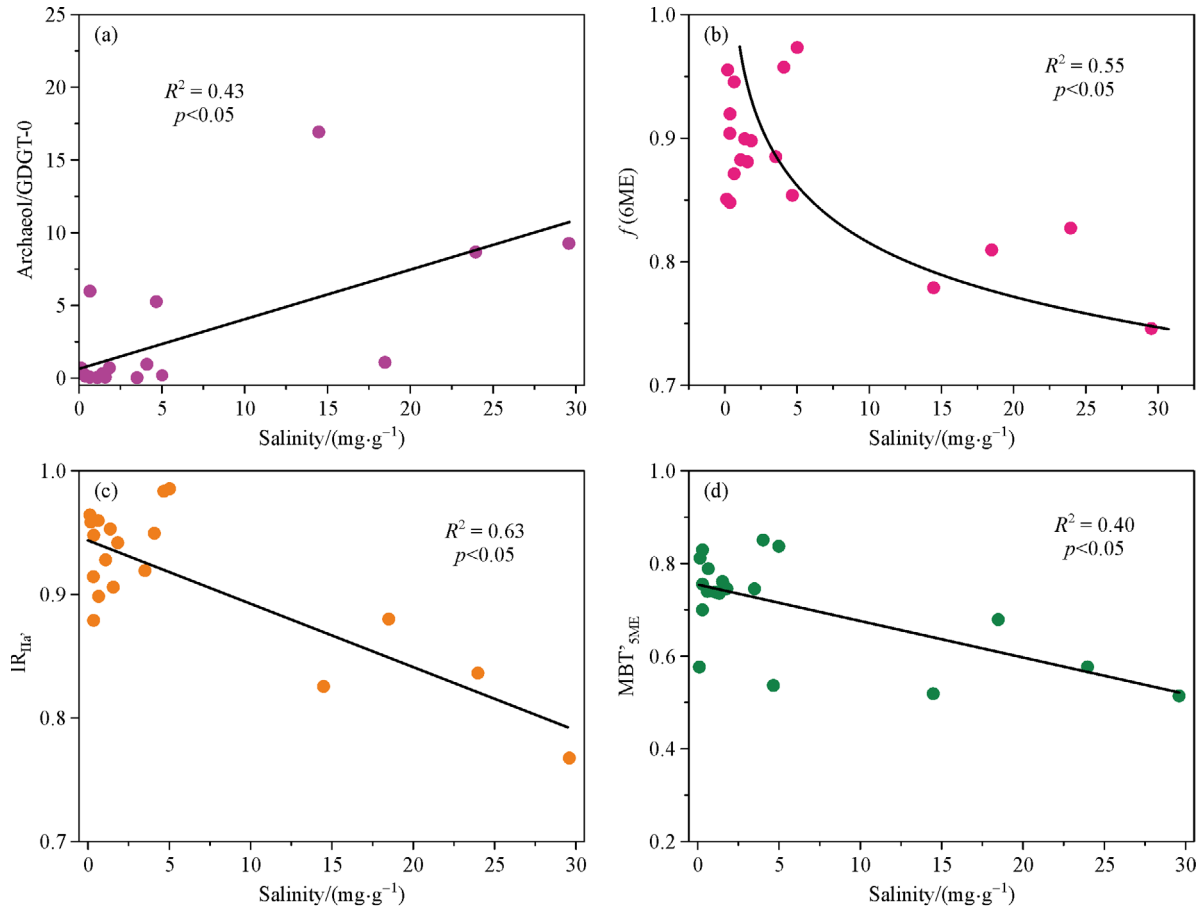 (a)
R² = 0.43
p<0.05
25
20
15
10
5
0
Archaeol/GDGT-0
0 5 10 15 20 25 30
Salinity/(mg·g⁻¹)
(b)
R² = 0.55
p<0.05
1.0
0.9
0.8
0.7
f (6ME)
0 5 10 15 20 25 30
Salinity/(mg·g⁻¹)
(c)
R² = 0.63
p<0.05
1.0
0.9
0.8
0.7
IR_IIa'
0 5 10 15 20 25 30
Salinity/(mg·g⁻¹)
(d)
R² = 0.40
p<0.05
1.0
0.8
0.6
0.4
0.2
MBT'₅ME
0 5 10 15 20 25 30
Salinity/(mg·g⁻¹)